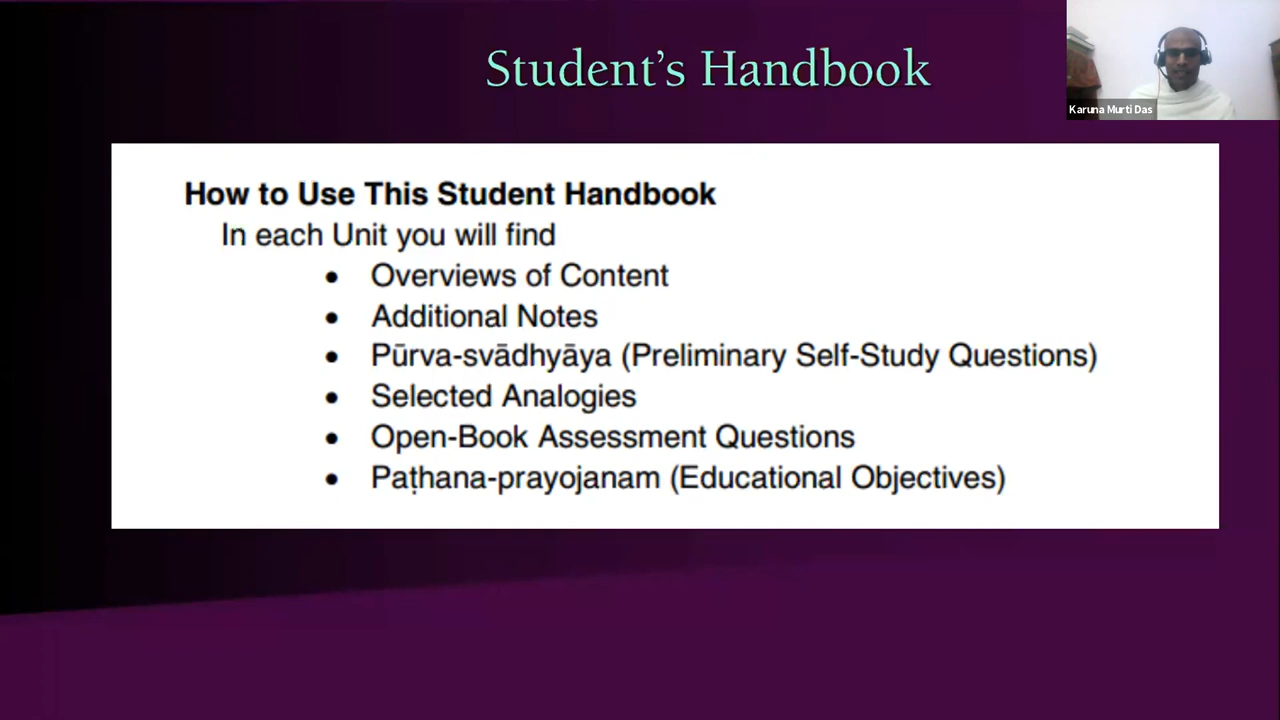 Student's Handbook
Karuna Murti Das
How to Use This Student Handbook
In each Unit you will find
• Overviews of Content
• Additional Notes
• Pūrva-svādhyāya (Preliminary Self-Study Questions)
• Selected Analogies
• Open-Book Assessment Questions
• Paṭhana-prayojanam (Educational Objectives)